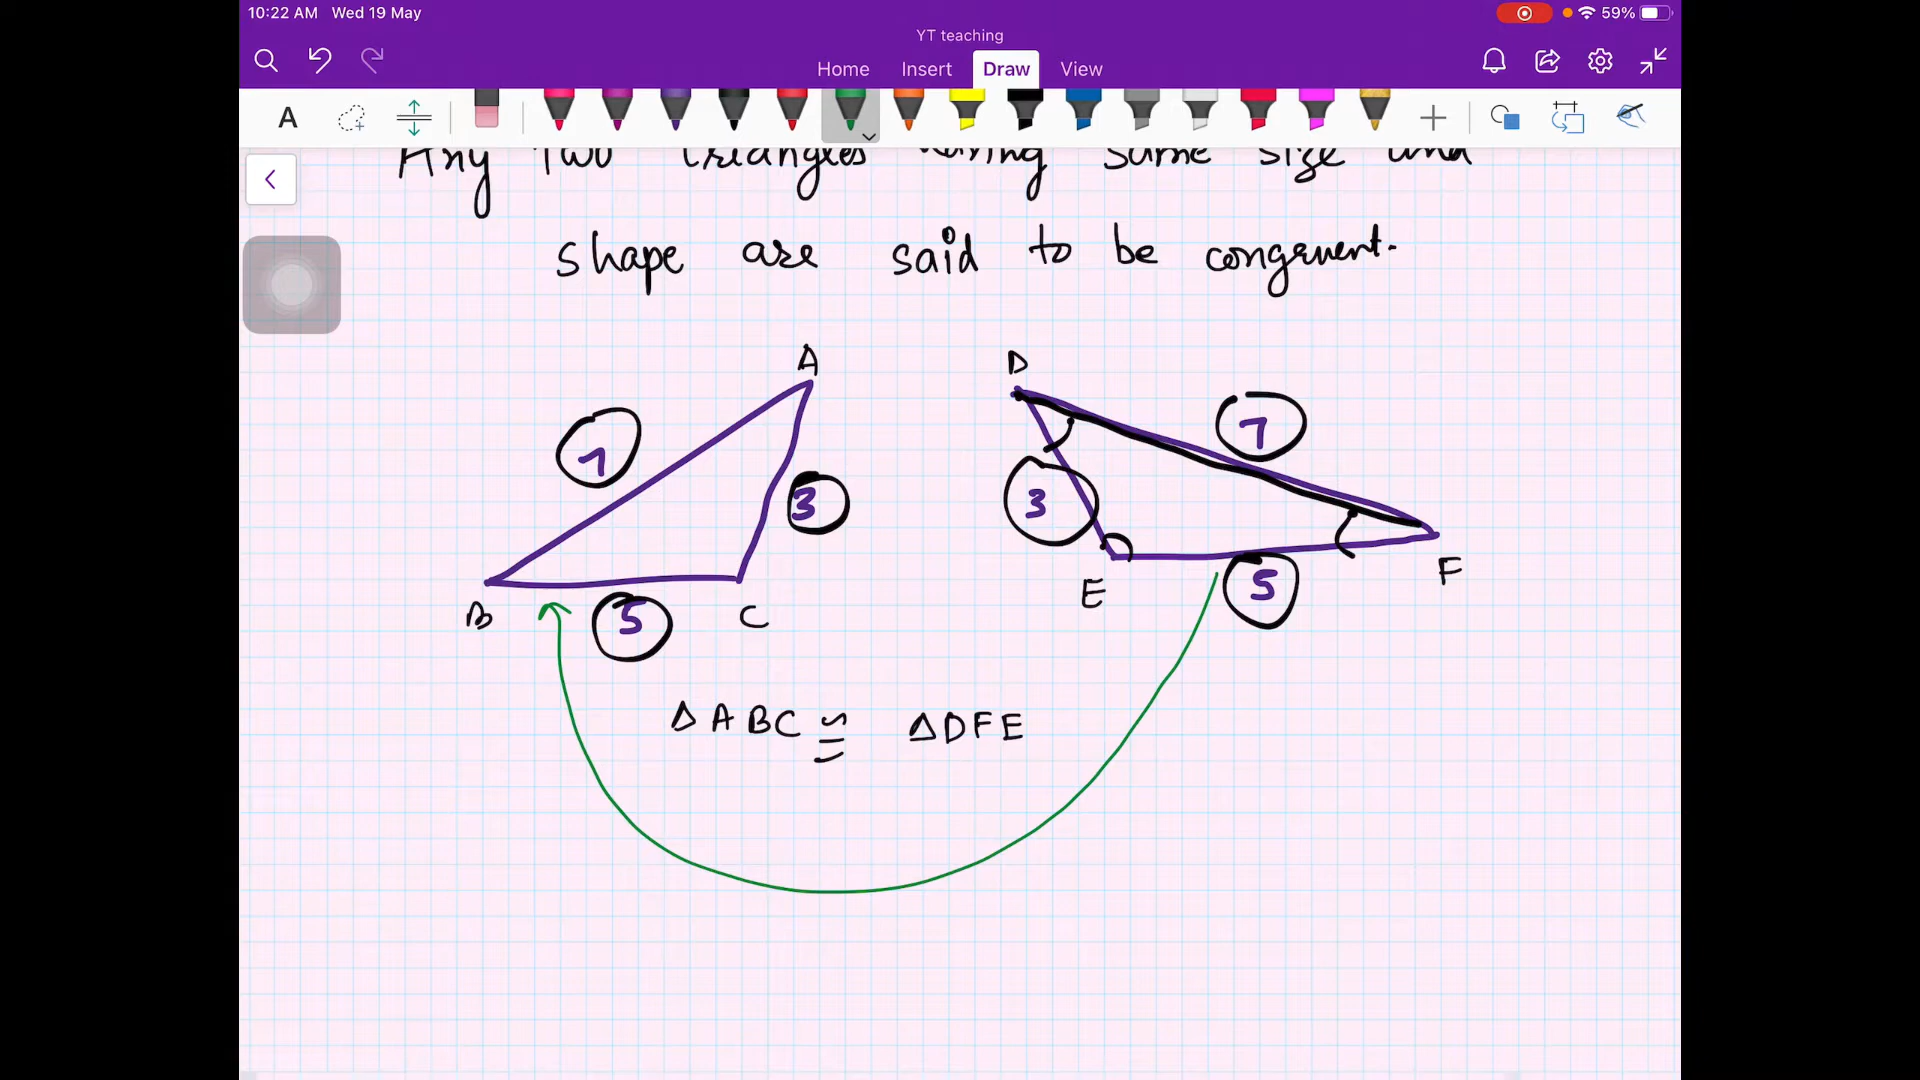 10:22 AM Wed 19 May
59%
YT teaching
Home Insert Draw View
A
Any Two triangles having same size and
shape are said to be congruent.
A
D
7
7
3
3
B
5
C
E
5
F
Δ ABC ≅ ΔDFE